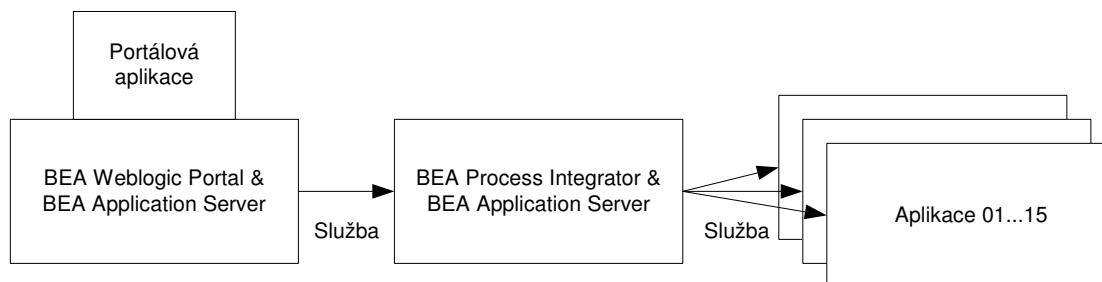 Portálová
aplikace
BEA Weblogic Portal &
BEA Application Server
Služba
BEA Process Integrator &
BEA Application Server
Služba
Aplikace 01...15